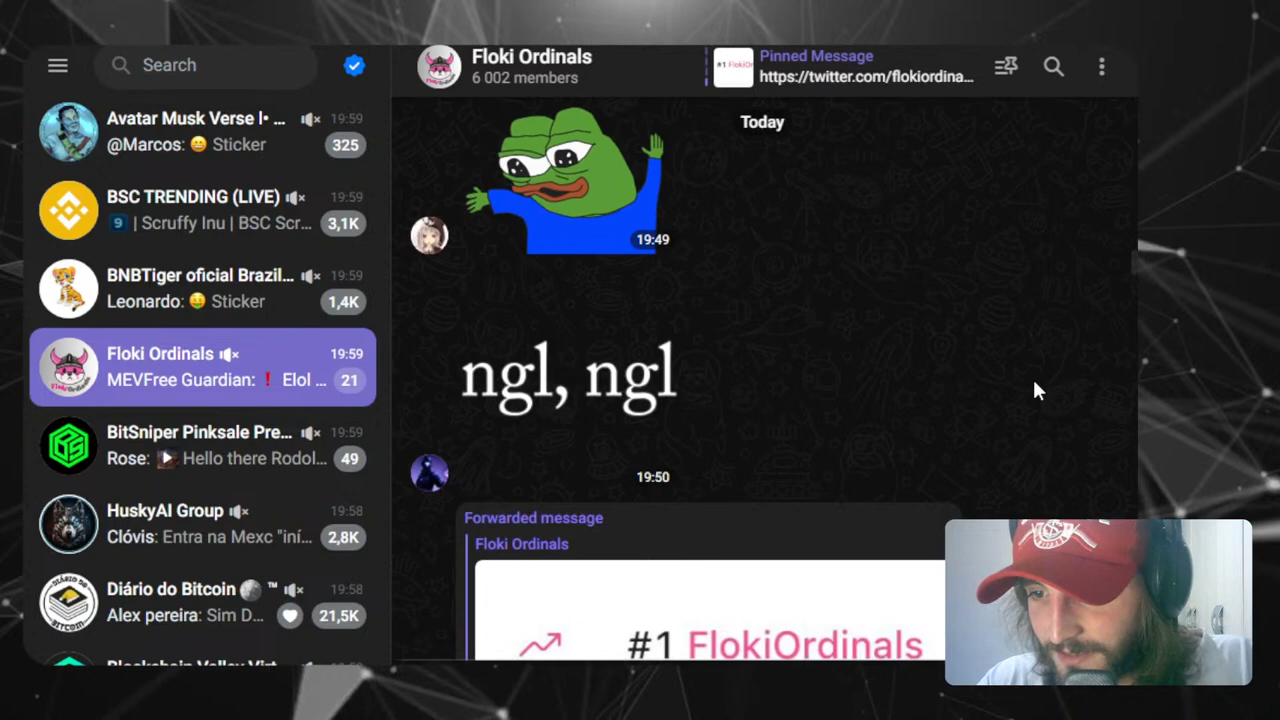 Search
Avatar Musk Verse l• ...
19:59
@Marcos: 😀 Sticker
325
BSC TRENDING (LIVE)
19:59
9 | Scruffy Inu | BSC Scr...
3,1K
BNBTiger oficial Brazil...
19:59
Leonardo: 🤑 Sticker
1,4K
Floki Ordinals
19:59
MEVFree Guardian: ❗ Elol ...
21
BitSniper Pinksale Pre...
19:59
Rose: Hello there Rodol...
49
HuskyAI Group
19:58
Clóvis: Entra na Mexc "iní...
2,8K
Diário do Bitcoin ™
19:58
Alex pereira: Sim D...
21,5K
Floki Ordinals
6 002 members
Pinned Message
https://twitter.com/flokiordina...
Today
19:49
ngl, ngl
19:50
Forwarded message
Floki Ordinals
#1 FlokiOrdinals